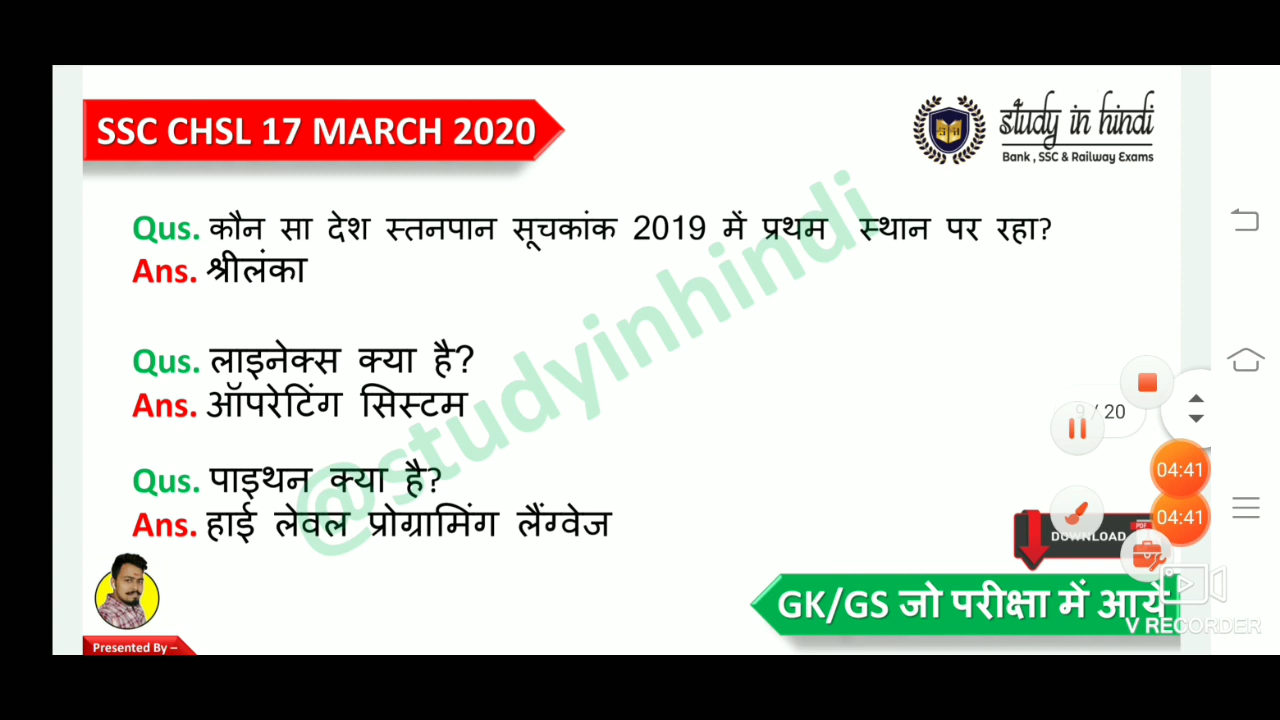 SSC CHSL 17 MARCH 2020
study in hindi
Bank , SSC & Railway Exams
Qus. कौन सा देश स्तनपान सूचकांक 2019 में प्रथम स्थान पर रहा?
Ans. श्रीलंका
Qus. लाइनेक्स क्या है?
Ans. ऑपरेटिंग सिस्टम
Qus. पाइथन क्या है?
Ans. हाई लेवल प्रोग्रामिंग लैंग्वेज
@studyinhindi
9 / 20
04:41
04:41
PDF
DOWNLOAD
GK/GS जो परीक्षा में आये
V RECORDER
Presented By –